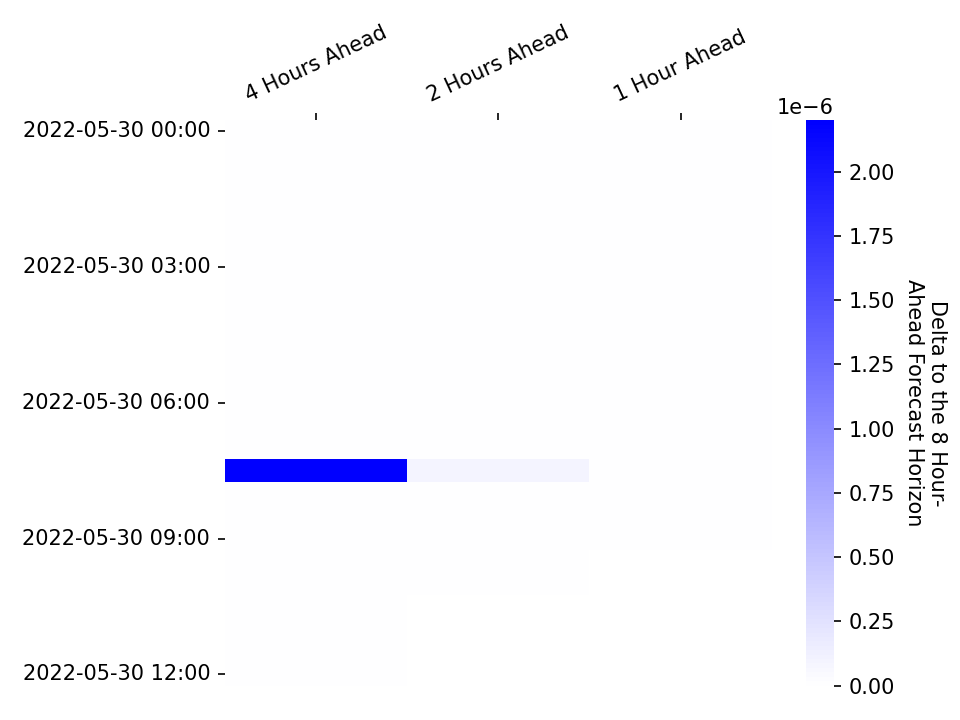 4 Hours Ahead
2 Hours Ahead
1 Hour Ahead
1e−6
2022-05-30 00:00
2022-05-30 03:00
2022-05-30 06:00
2022-05-30 09:00
2022-05-30 12:00
2.00
1.75
1.50
1.25
1.00
0.75
0.50
0.25
0.00
Delta to the 8 Hour-
Ahead Forecast Horizon